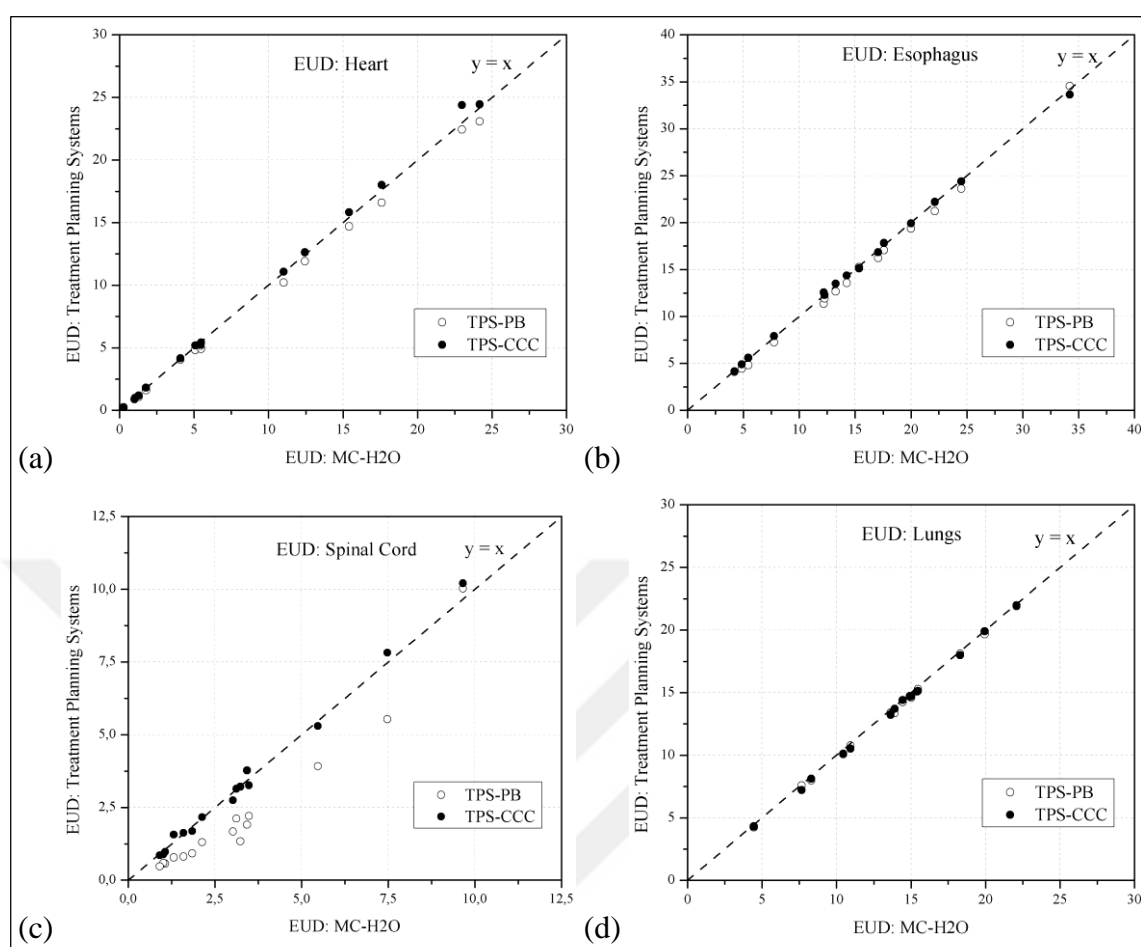 EUD: Heart
y = x
EUD: Treatment Planning Systems
30
25
20
15
10
5
0
TPS-PB
TPS-CCC
0 5 10 15 20 25 30
EUD: MC-H2O
(a)
EUD: Esophagus
y = x
EUD: Treatment Planning Systems
40
35
30
25
20
15
10
5
0
TPS-PB
TPS-CCC
0 5 10 15 20 25 30 35 40
EUD: MC-H2O
(b)
EUD: Spinal Cord
y = x
EUD: Treatment Planning Systems
12,5
10,0
7,5
5,0
2,5
0,0
TPS-PB
TPS-CCC
0,0 2,5 5,0 7,5 10,0 12,5
EUD: MC-H2O
(c)
EUD: Lungs
y = x
EUD: Treatment Planning Systems
30
25
20
15
10
5
0
TPS-PB
TPS-CCC
0 5 10 15 20 25 30
EUD: MC-H2O
(d)